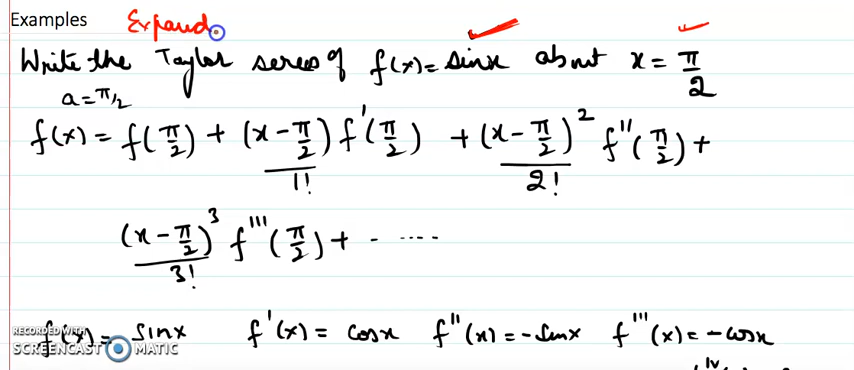 Examples Expand
Write the Taylor series of f(x) = sinx about x = π/2
a = π/2
f(x) = f(π/2) + (x - π/2)/1! f'(π/2) + (x - π/2)²/2! f''(π/2) +
(x - π/2)³/3! f'''(π/2) + - ....
f(x) = sinx f'(x) = cosx f''(x) = -sinx f'''(x) = -cosx
RECORDED WITH
SCREENCAST MATIC
iv